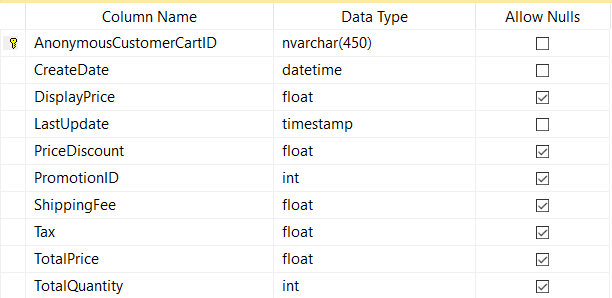 Column Name Data Type Allow Nulls
AnonymousCustomerCartID nvarchar(450)
CreateDate datetime
DisplayPrice float
LastUpdate timestamp
PriceDiscount float
PromotionID int
ShippingFee float
Tax float
TotalPrice float
TotalQuantity int